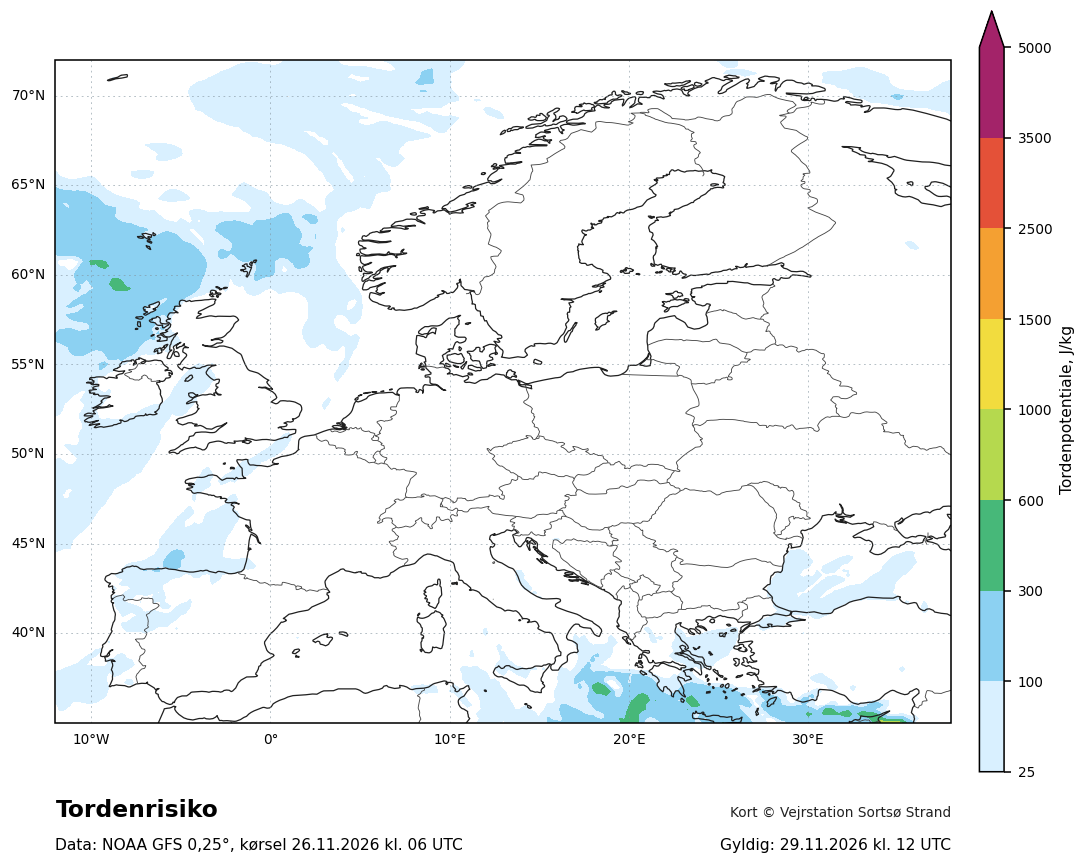 5000
3500
2500
1500
1000
600
300
100
25
Tordenpotentiale, J/kg
70°N
65°N
60°N
55°N
50°N
45°N
40°N
10°W
0°
10°E
20°E
30°E
Tordenrisiko
Kort © Vejrstation Sortsø Strand
Data: NOAA GFS 0,25°, kørsel 26.11.2026 kl. 06 UTC
Gyldig: 29.11.2026 kl. 12 UTC